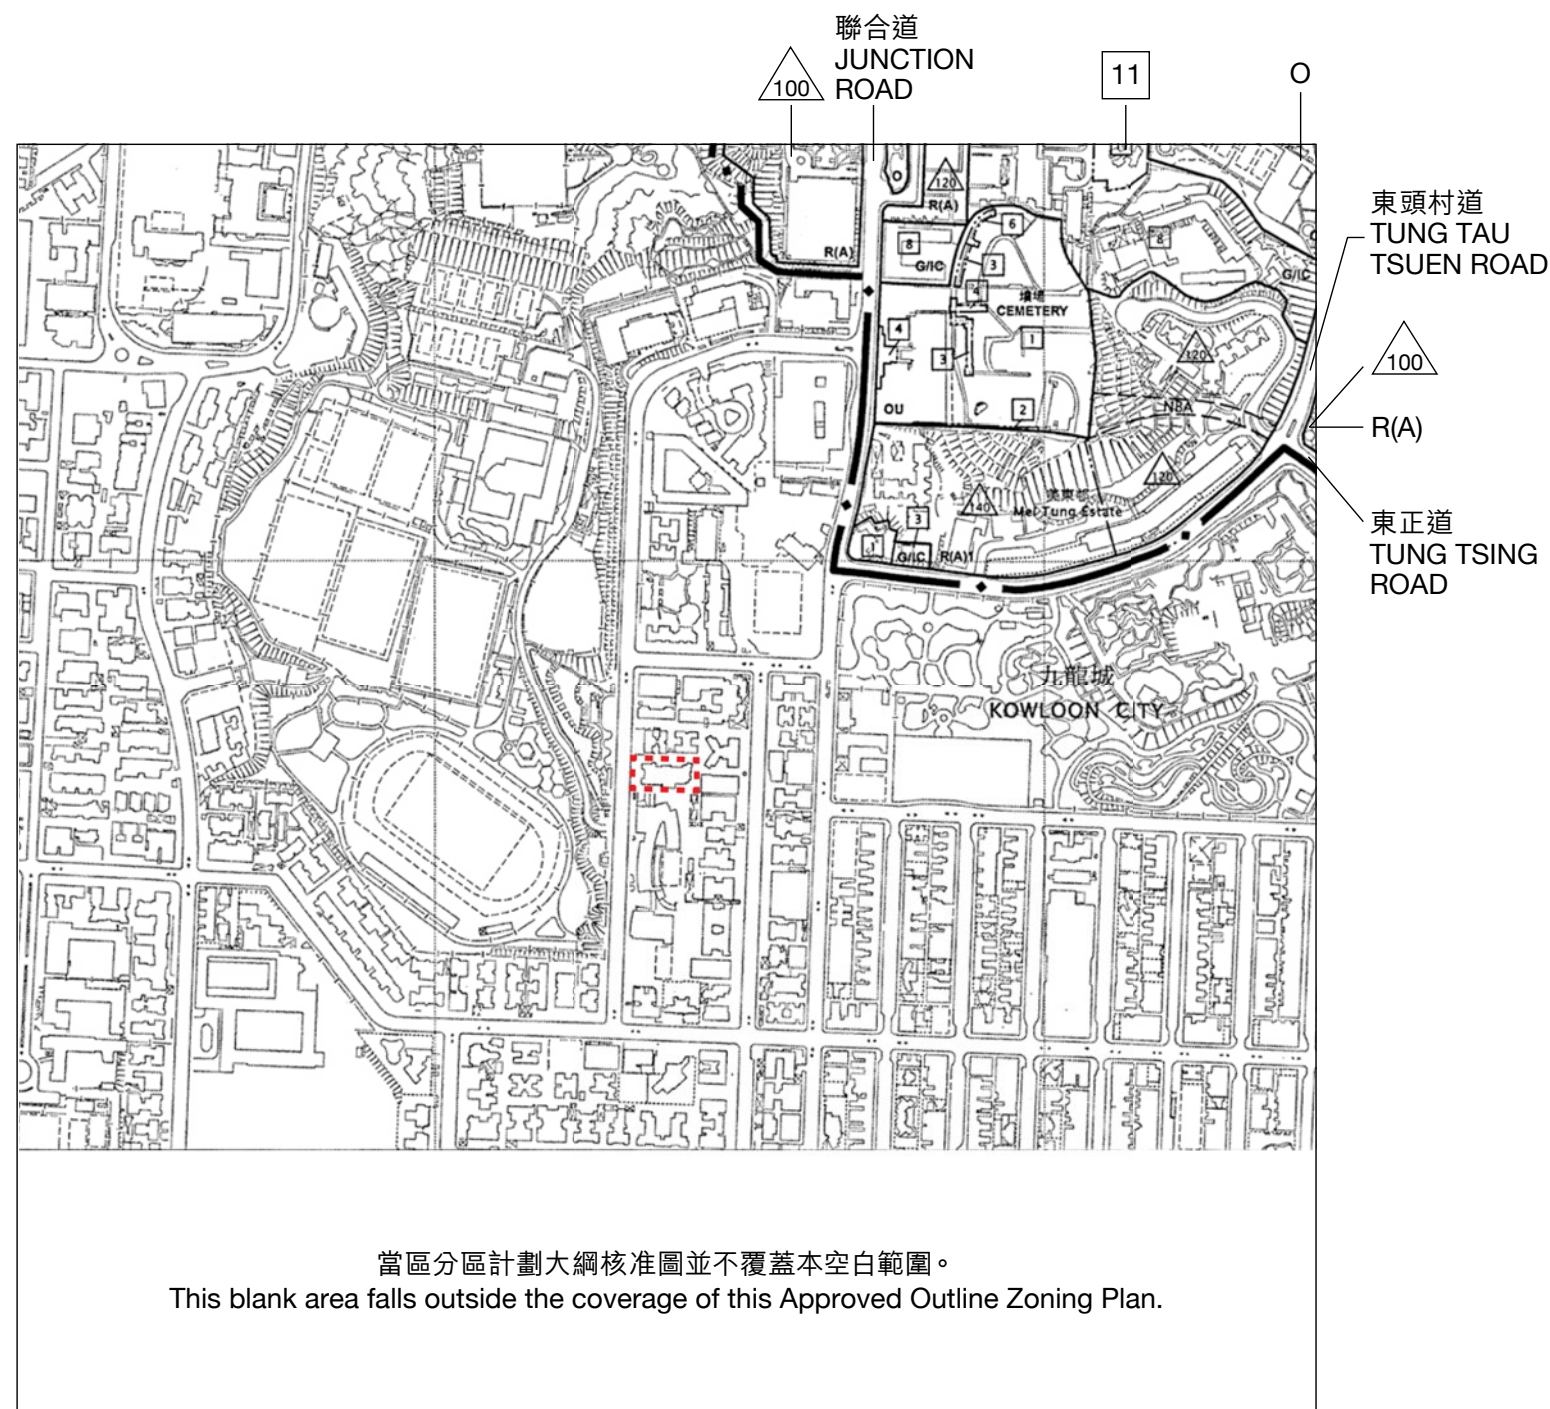 聯合道
JUNCTION
ROAD
100
11
O
東頭村道
TUNG TAU
TSUEN ROAD
100
R(A)
東正道
TUNG TSING
ROAD
O
120
R(A)
R(A)
8
G/IC
6
3
4
墳場
CEMETERY
8
G/IC
4
3
1
2
OU
120
NBA
120
美東邨
Mei Tung Estate
140
3
1
G/IC
R(A)1
九龍城
KOWLOON CITY
當區分區計劃大綱核准圖並不覆蓋本空白範圍。
This blank area falls outside the coverage of this Approved Outline Zoning Plan.